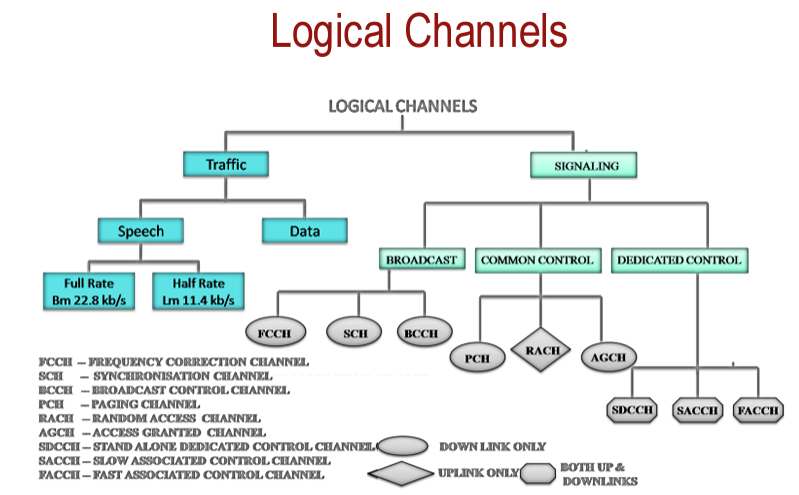 Logical Channels
LOGICAL CHANNELS
Traffic
SIGNALING
Speech
Data
BROADCAST
COMMON CONTROL
DEDICATED CONTROL
Full Rate
Bm 22.8 kb/s
Half Rate
Lm 11.4 kb/s
FCCH
SCH
BCCH
PCH
RACH
AGCH
SDCCH
SACCH
FACCH
FCCH – FREQUENCY CORRECTION CHANNEL
SCH – SYNCHRONISATION CHANNEL
BCCH – BROADCAST CONTROL CHANNEL
PCH – PAGING CHANNEL
RACH – RANDOM ACCESS CHANNEL
AGCH – ACCESS GRANTED CHANNEL
SDCCH – STAND ALONE DEDICATED CONTROL CHANNEL
SACCH – SLOW ASSOCIATED CONTROL CHANNEL
FACCH – FAST ASSOCIATED CONTROL CHANNEL
DOWN LINK ONLY
UPLINK ONLY
BOTH UP &
DOWNLINKS